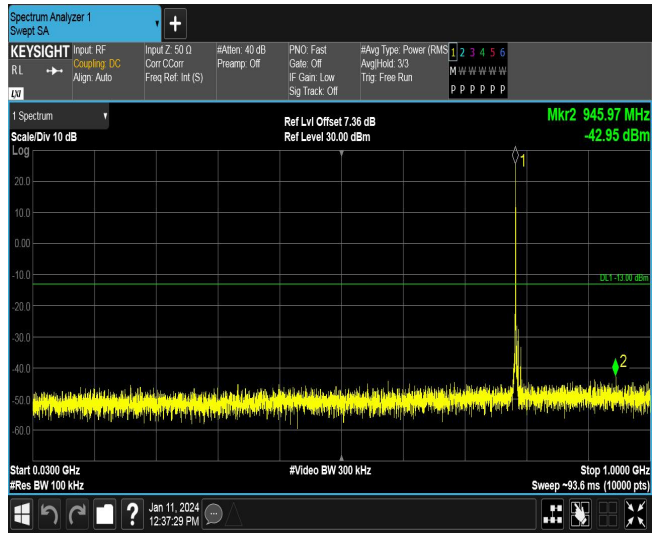 Spectrum Analyzer 1
Swept SA
+
KEYSIGHT
RL
LXI
Input: RF
Coupling: DC
Align: Auto
Input Z: 50 Ω
Corr CCorr
Freq Ref: Int (S)
#Atten: 40 dB
Preamp: Off
PNO: Fast
Gate: Off
IF Gain: Low
Sig Track: Off
#Avg Type: Power (RMS
Avg|Hold: 3/3
Trig: Free Run
1 2 3 4 5 6
M W W W W W
P P P P P P
1 Spectrum
Scale/Div 10 dB
Log
Ref Lvl Offset 7.36 dB
Ref Level 30.00 dBm
Mkr2 945.97 MHz
-42.95 dBm
1
20.0
10.0
0.00
-10.0
DL1 -13.00 dBm
-20.0
-30.0
-40.0
2
-50.0
-60.0
Start 0.0300 GHz
#Video BW 300 kHz
Stop 1.0000 GHz
#Res BW 100 kHz
Sweep ~93.6 ms (10000 pts)
?
Jan 11, 2024
12:37:29 PM